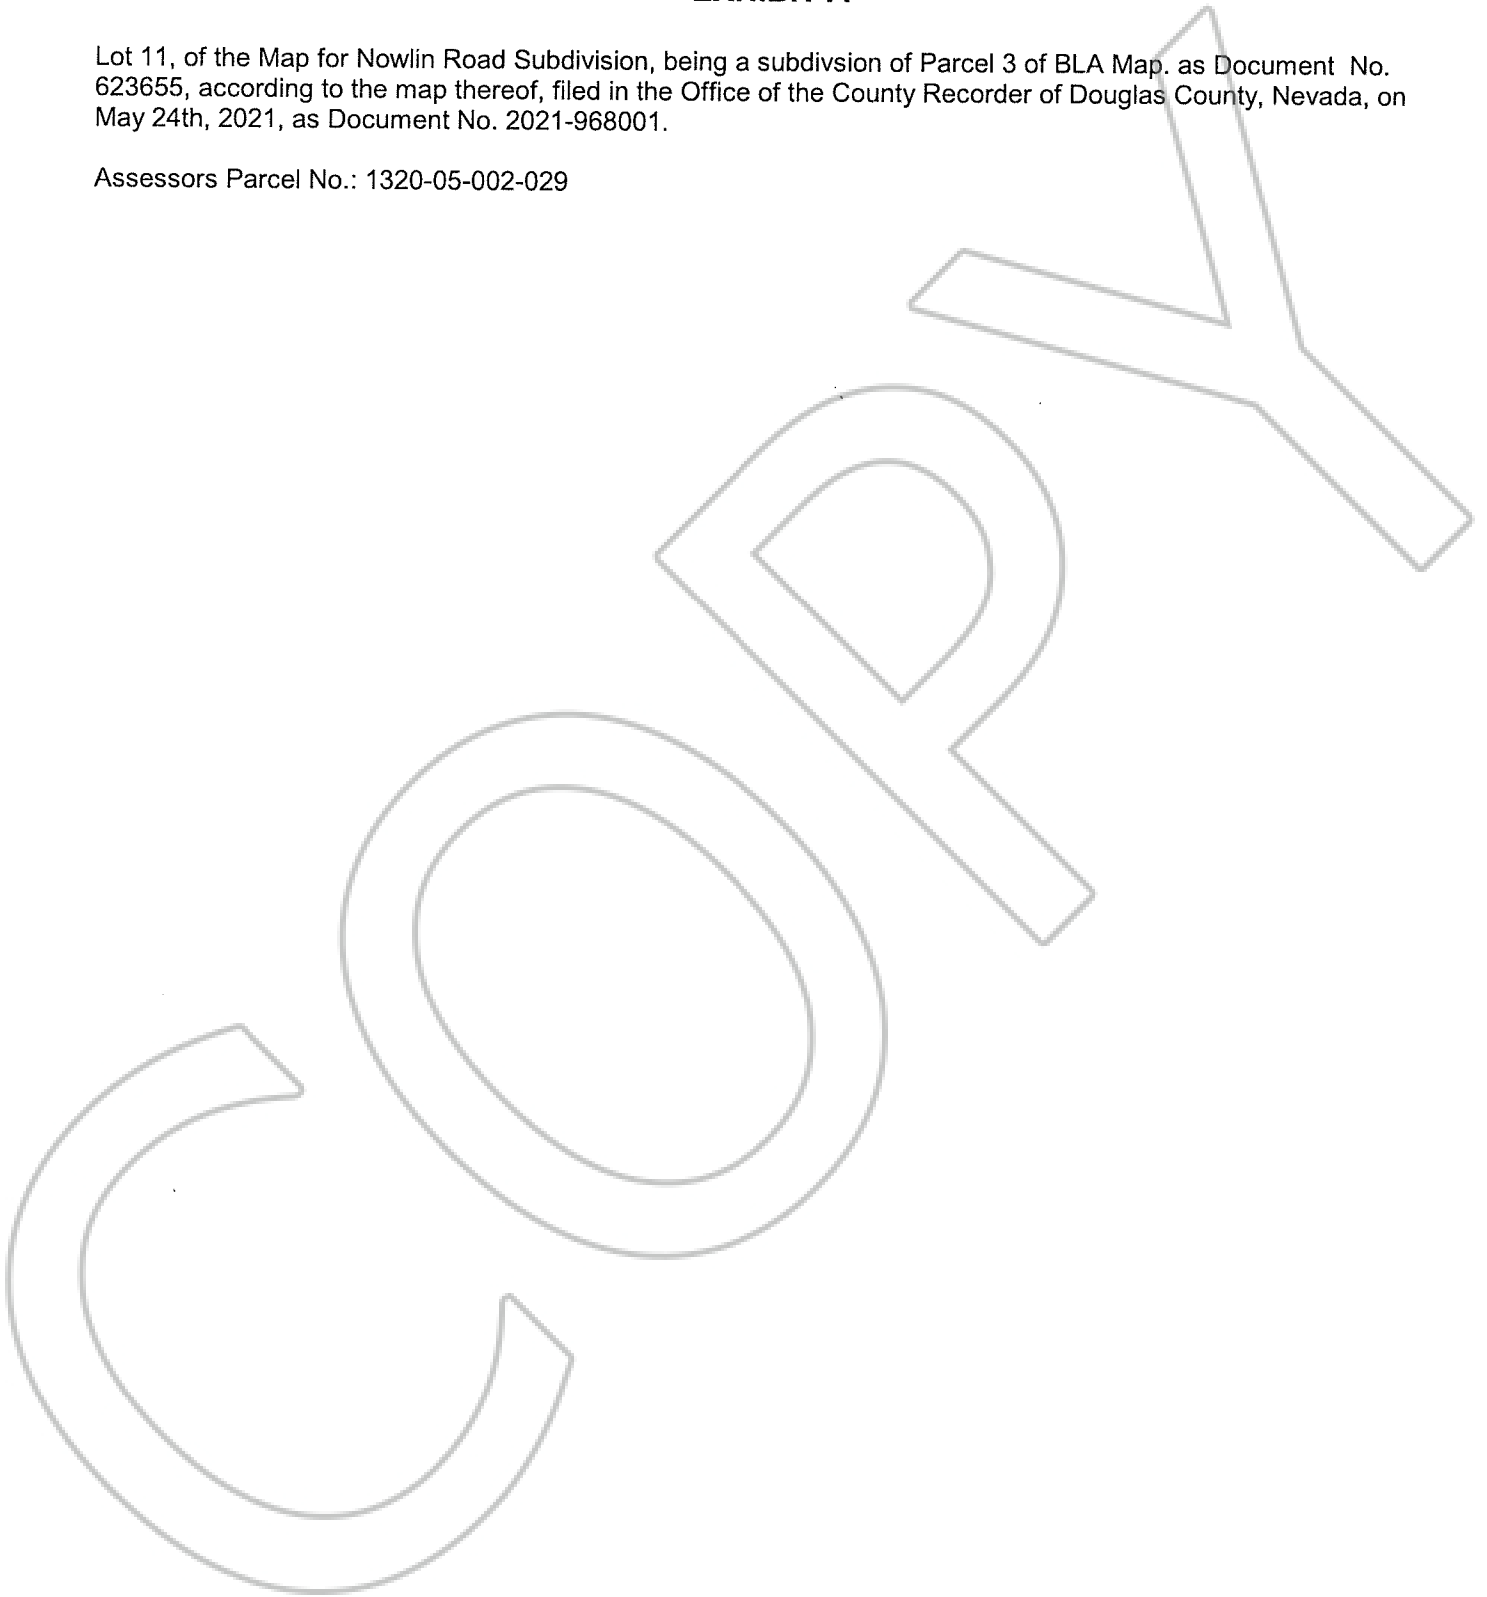 Lot 11, of the Map for Nowlin Road Subdivision, being a subdivsion of Parcel 3 of BLA Map. as Document No.
623655, according to the map thereof, filed in the Office of the County Recorder of Douglas County, Nevada, on
May 24th, 2021, as Document No. 2021-968001.
Assessors Parcel No.: 1320-05-002-029
COPY